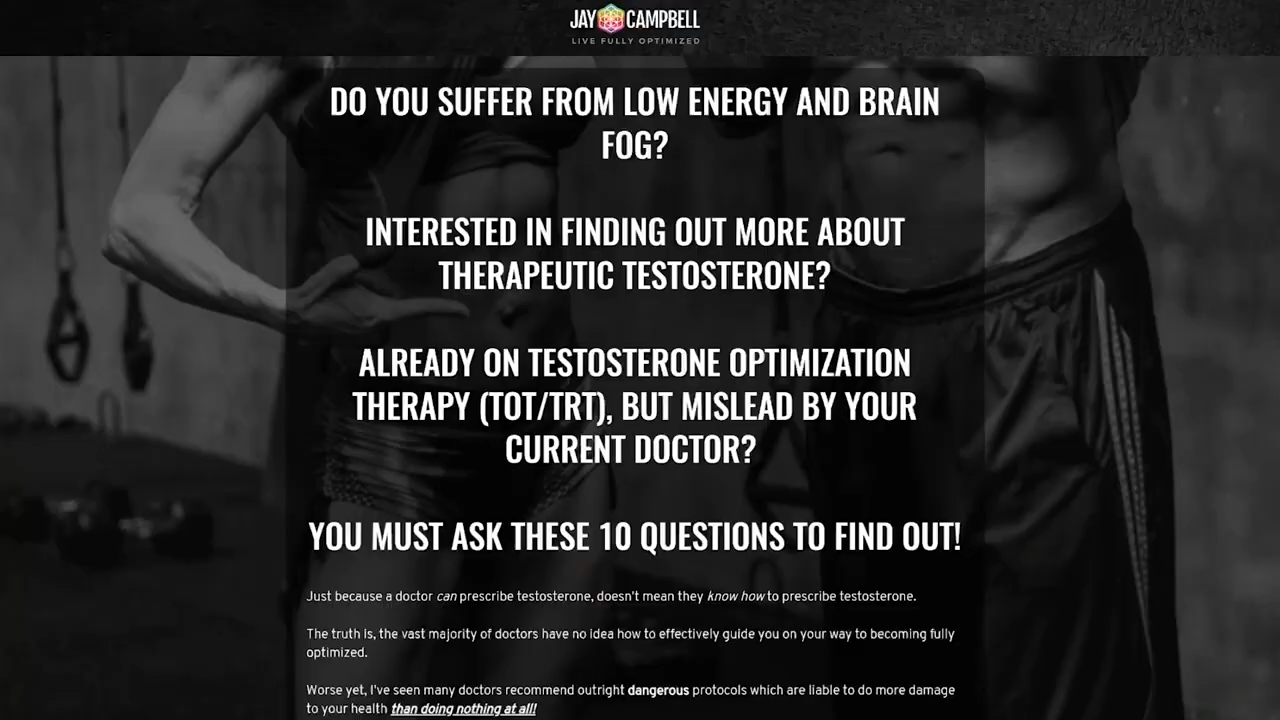 JAY CAMPBELL
LIVE FULLY OPTIMIZED
DO YOU SUFFER FROM LOW ENERGY AND BRAIN
FOG?
INTERESTED IN FINDING OUT MORE ABOUT
THERAPEUTIC TESTOSTERONE?
ALREADY ON TESTOSTERONE OPTIMIZATION
THERAPY (TOT/TRT), BUT MISLEAD BY YOUR
CURRENT DOCTOR?
YOU MUST ASK THESE 10 QUESTIONS TO FIND OUT!
Just because a doctor can prescribe testosterone, doesn't mean they know how to prescribe testosterone.
The truth is, the vast majority of doctors have no idea how to effectively guide you on your way to becoming fully
optimized.
Worse yet, I've seen many doctors recommend outright dangerous protocols which are liable to do more damage
to your health than doing nothing at all!